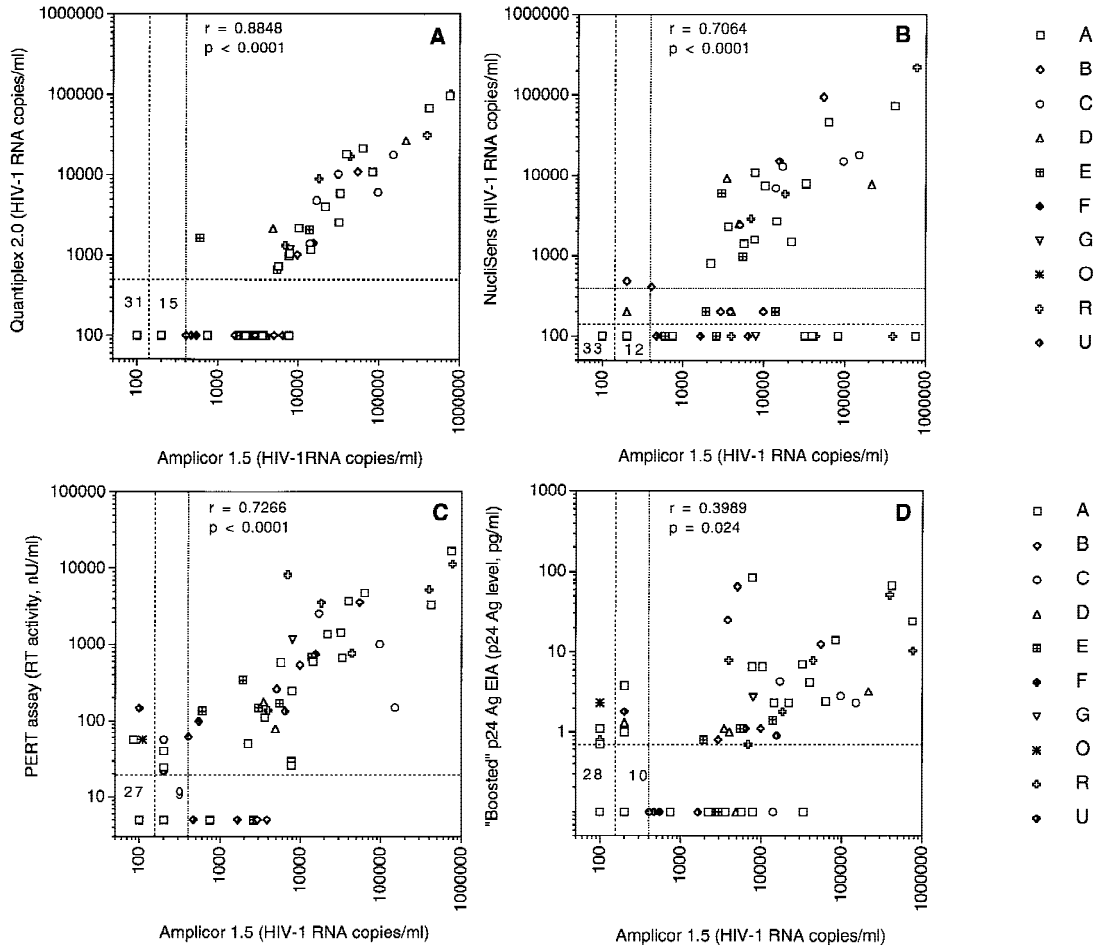 1000000
r = 0.8848
p < 0.0001
A
100000
10000
1000
100
31
15
100
1000
10000
100000
1000000
Quantiplex 2.0 (HIV-1 RNA copies/ml)
Amplicor 1.5 (HIV-1RNA copies/ml)
1000000
r = 0.7064
p < 0.0001
B
100000
10000
1000
100
33
12
100
1000
10000
100000
1000000
NucliSens (HIV-1 RNA copies/ml)
Amplicor 1.5 (HIV-1 RNA copies/ml)
A
B
C
D
E
F
G
O
R
U
100000
r = 0.7266
p < 0.0001
C
10000
1000
100
10
27
9
100
1000
10000
100000
1000000
PERT assay (RT activity, nU/ml)
Amplicor 1.5 (HIV-1 RNA copies/ml)
1000
r = 0.3989
p = 0.024
D
100
10
1
28
10
100
1000
10000
100000
1000000
"Boosted" p24 Ag EIA (p24 Ag level, pg/ml)
Amplicor 1.5 (HIV-1 RNA copies/ml)
A
B
C
D
E
F
G
O
R
U